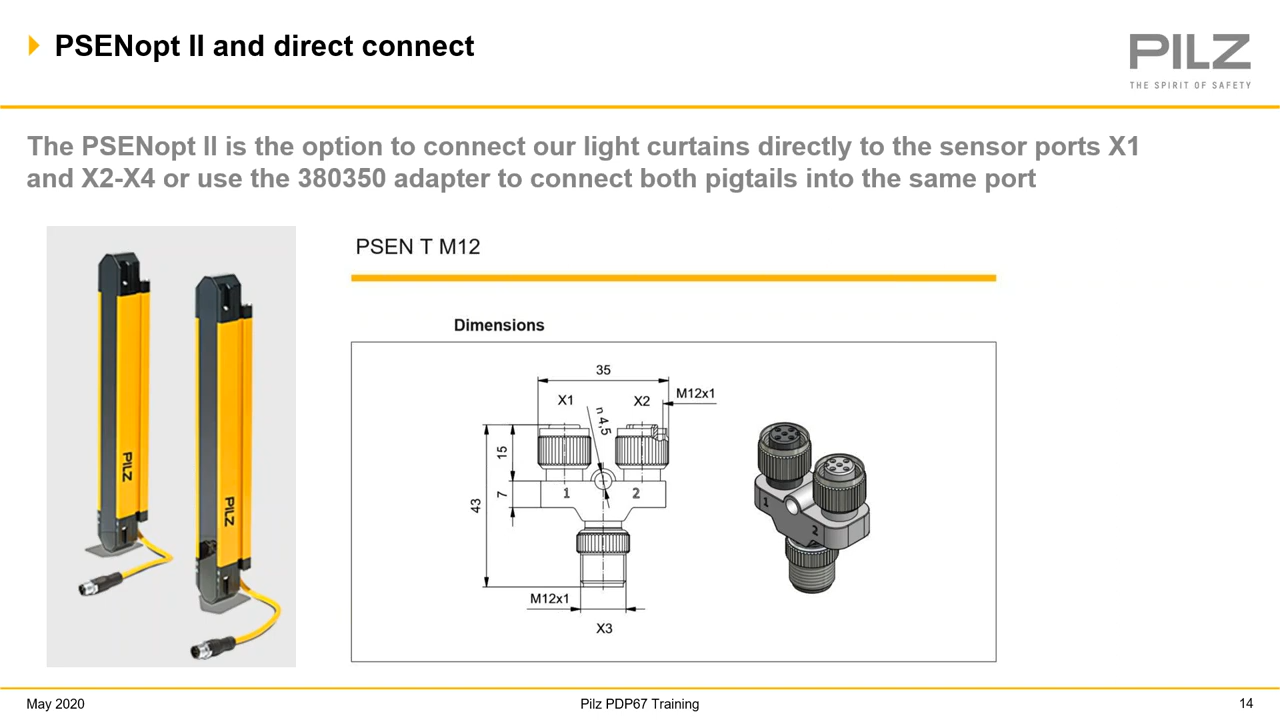 PSENopt II and direct connect
PILZ
THE SPIRIT OF SAFETY
The PSENopt II is the option to connect our light curtains directly to the sensor ports X1
and X2-X4 or use the 380350 adapter to connect both pigtails into the same port
PILZ
PILZ
PSEN T M12
Dimensions
35
X1
X2
M12x1
n 4,5
15
7
43
1
2
M12x1
X3
1
2
May 2020
Pilz PDP67 Training
14